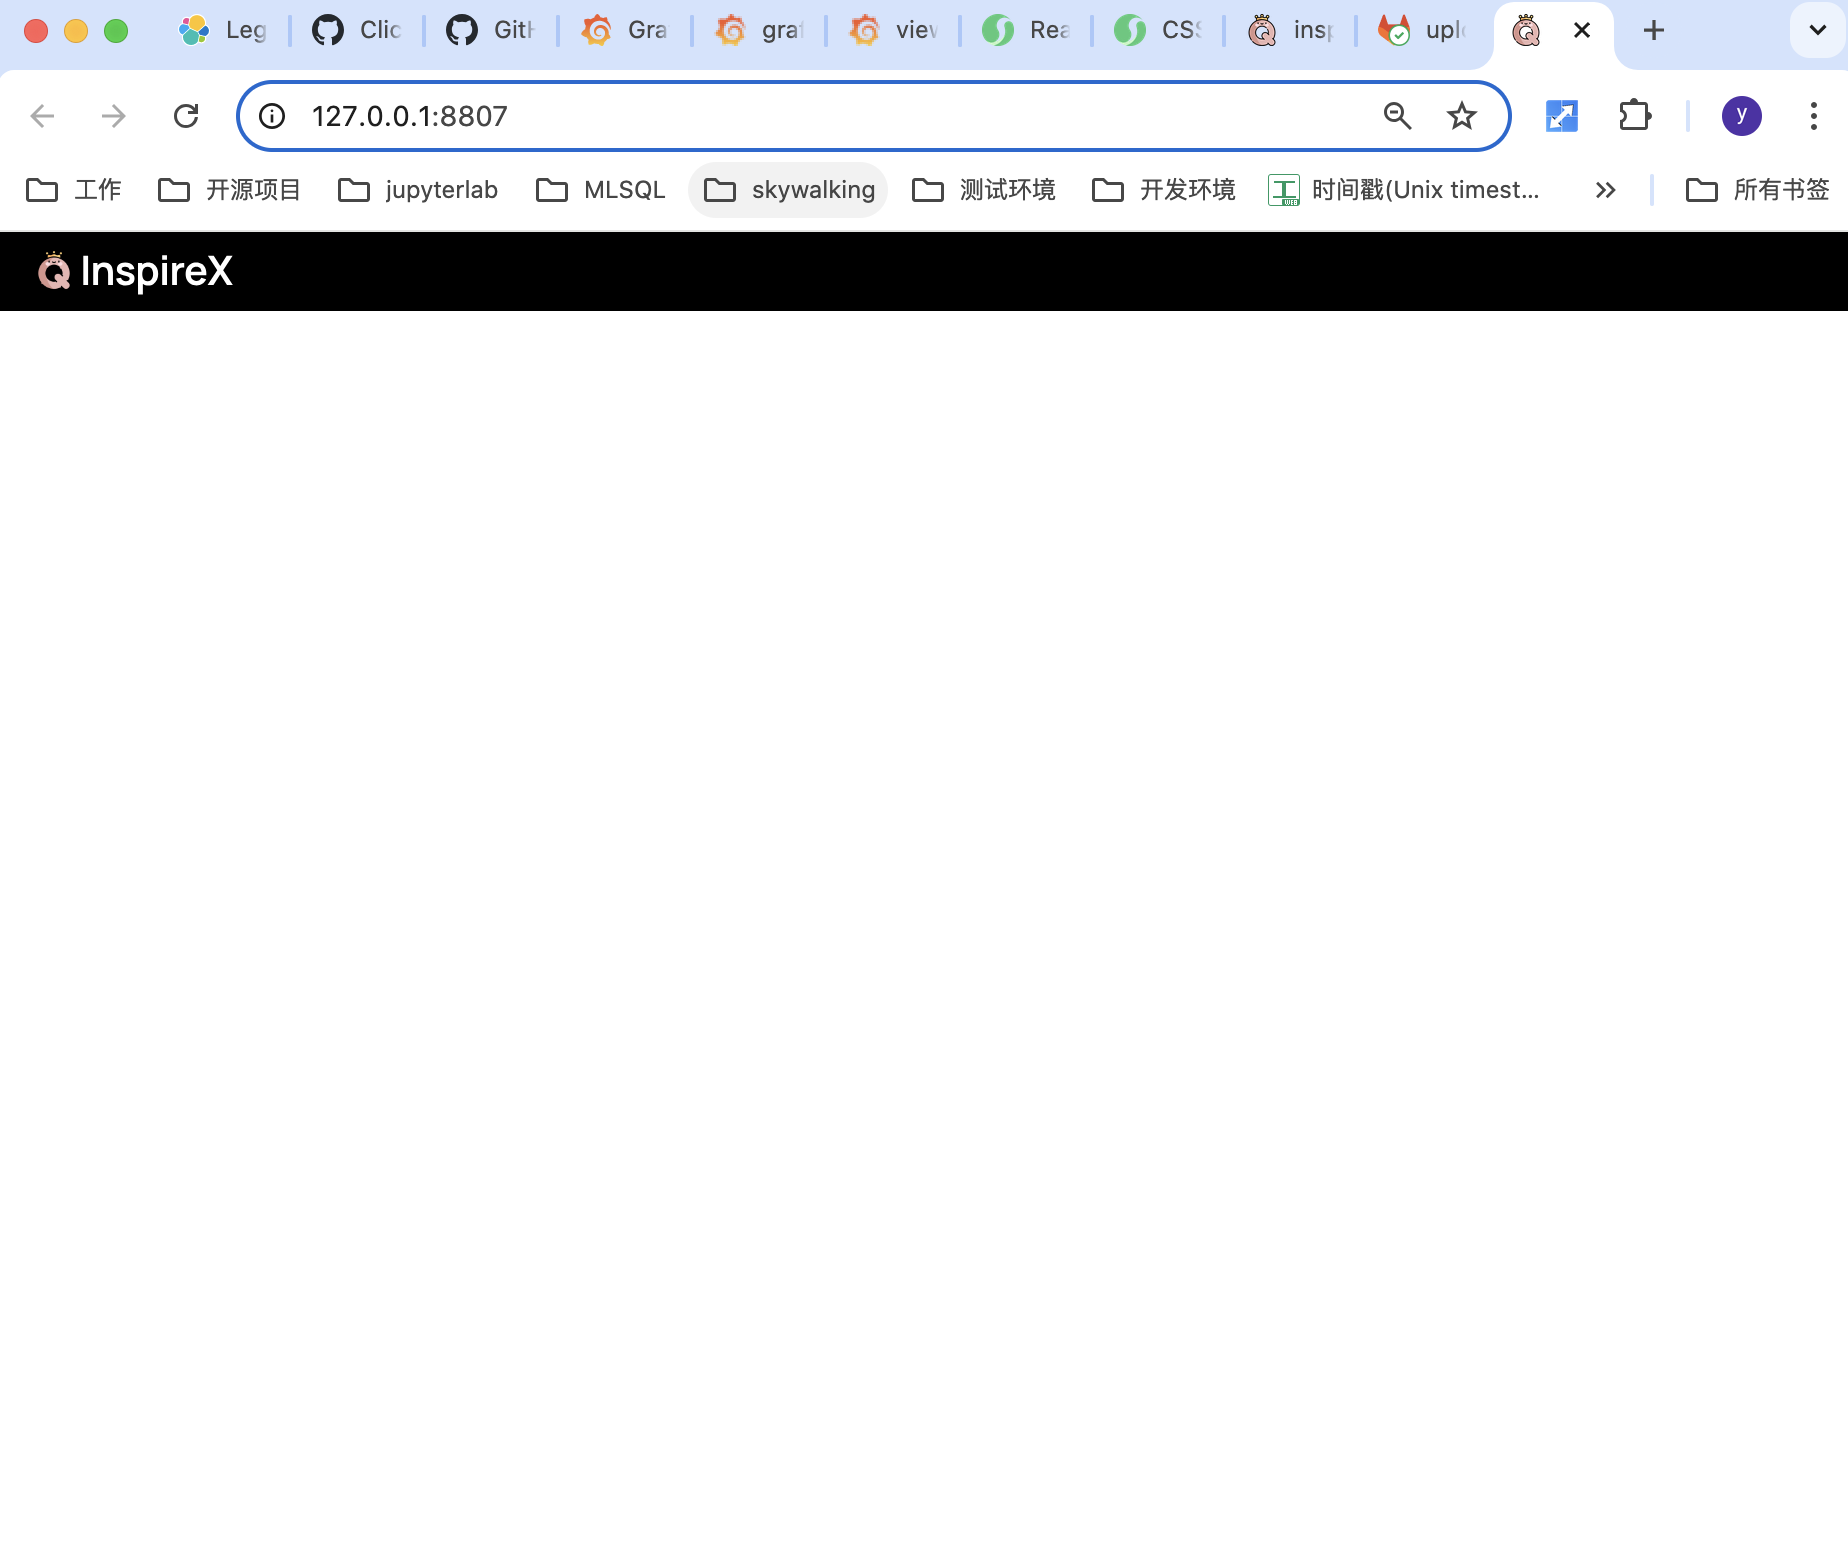 Leg Clic GitH Gra graf view Rea CSS insp uplo
127.0.0.1:8807
y
工作 开源项目 jupyterlab MLSQL skywalking 测试环境 开发环境 时间戳(Unix timest... 所有书签
InspireX